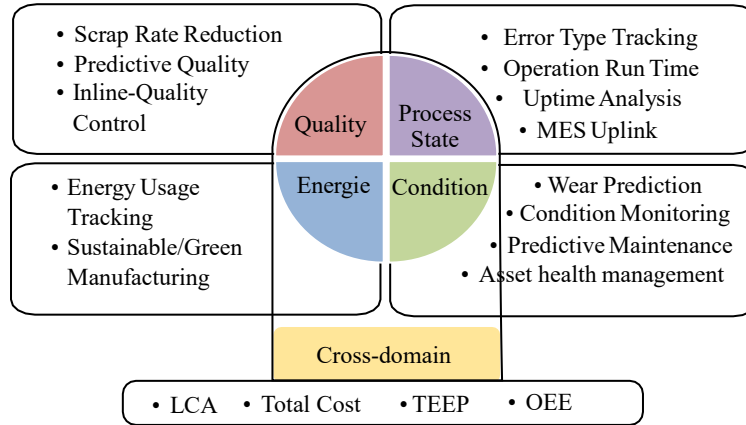 • Scrap Rate Reduction
• Predictive Quality
• Inline-Quality
Control
• Error Type Tracking
• Operation Run Time
• Uptime Analysis
• MES Uplink
Quality
Process
State
Energie
Condition
• Energy Usage
Tracking
• Sustainable/Green
Manufacturing
• Wear Prediction
• Condition Monitoring
• Predictive Maintenance
• Asset health management
Cross-domain
• LCA • Total Cost • TEEP • OEE